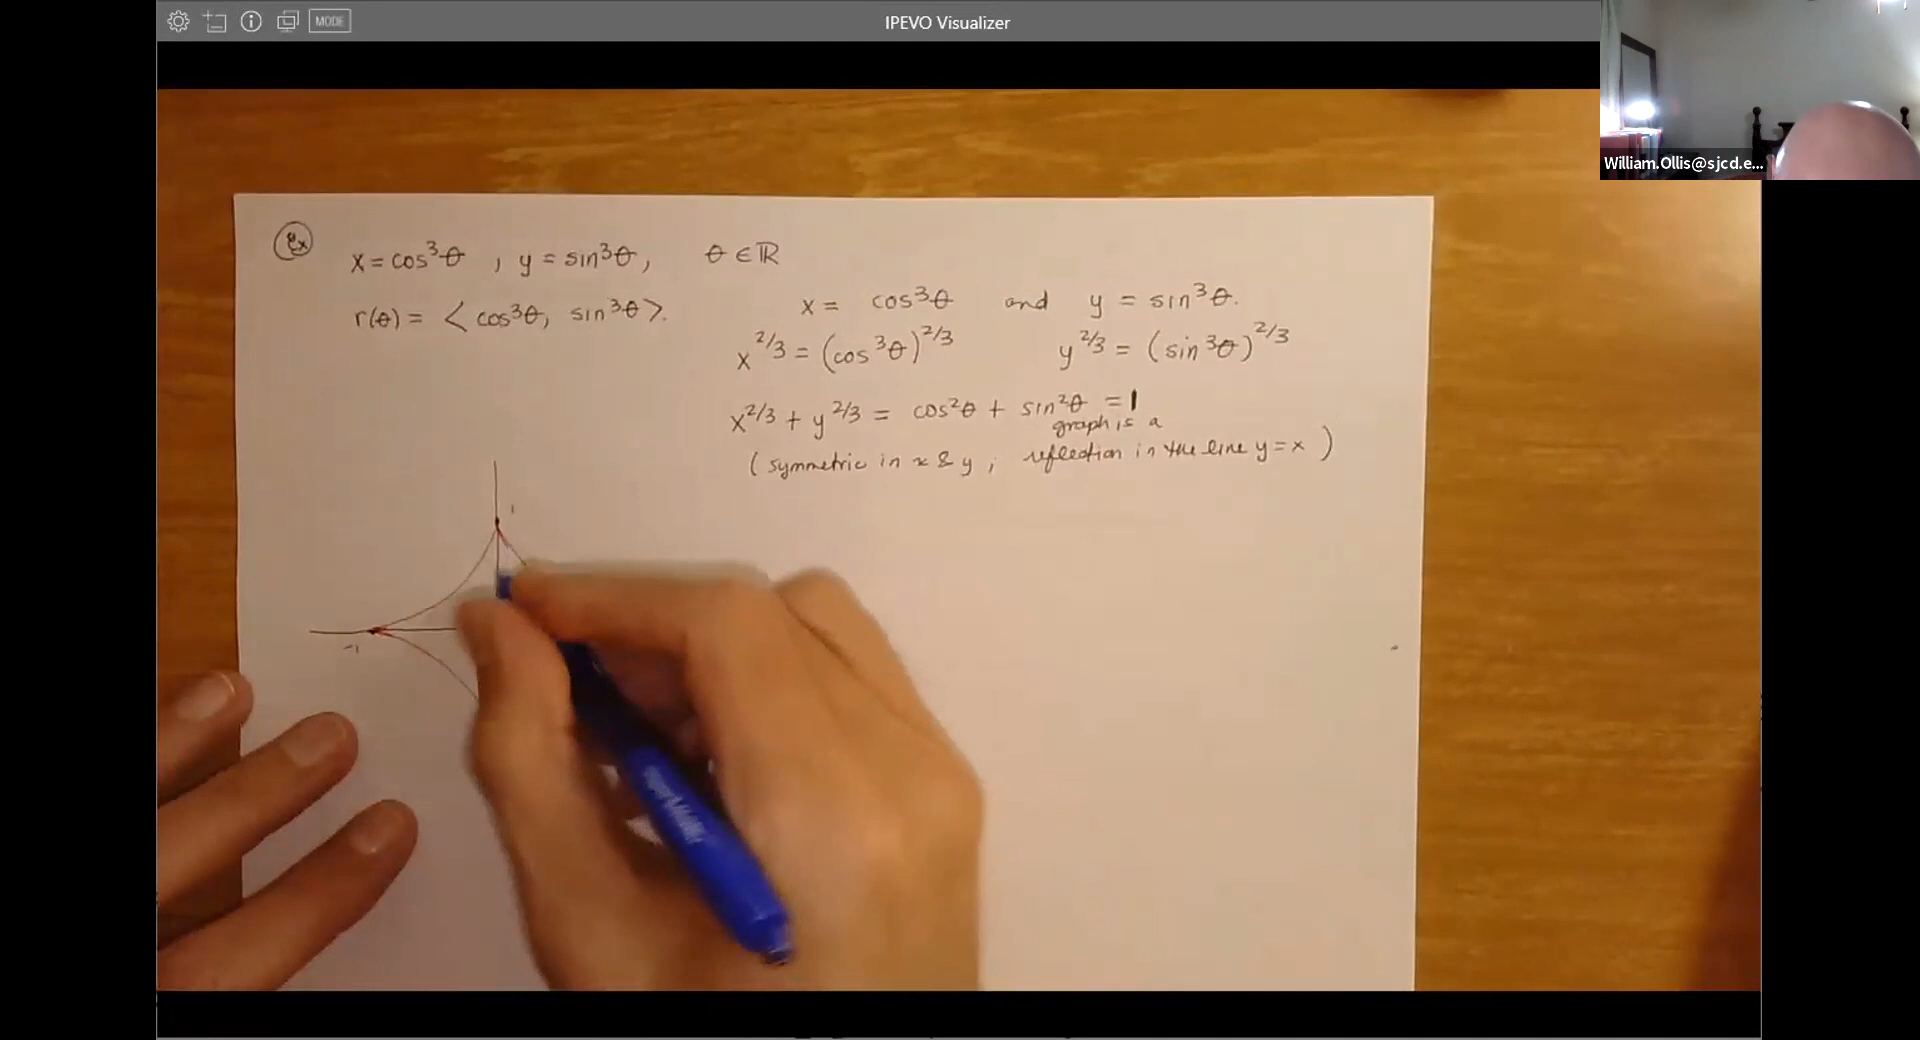 MODE
IPEVO Visualizer
William.Ollis@sjcd.e...
Ex
x = cos³θ , y = sin³θ, θ ∈ ℝ
r(θ) = < cos³θ, sin³θ >.
x = cos³θ and y = sin³θ.
x^2/3 = (cos³θ)^2/3 y^2/3 = (sin³θ)^2/3
x^2/3 + y^2/3 = cos²θ + sin²θ = 1
graph is a
(symmetric in x & y ; reflection in the line y = x )
1
-1